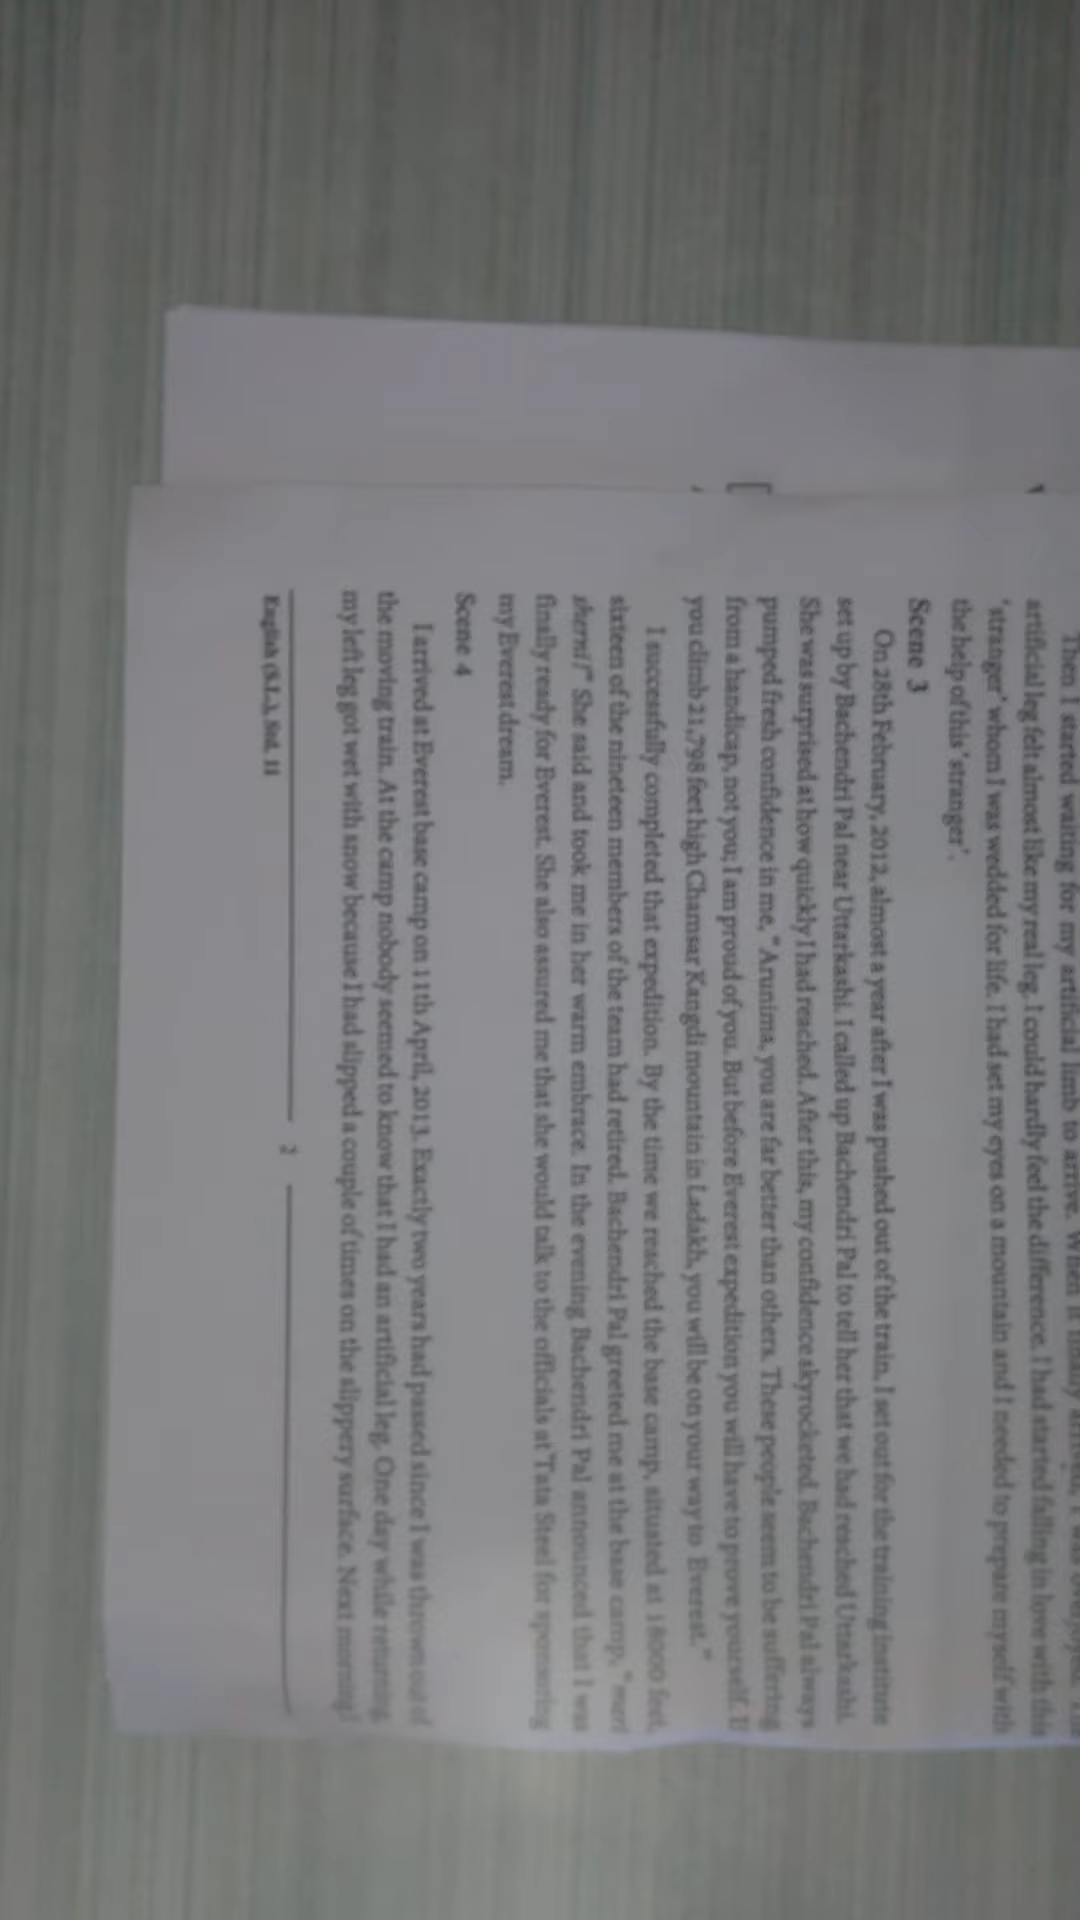 Then I started waiting for my artificial limb to arrive. When it finally
artificial leg felt almost like my real leg. I could hardly feel the difference. I had started falling in love with this
'stranger' whom I was wedded for life. I had set my eyes on a mountain and I needed to prepare myself with
the help of this 'stranger'.
Scene 3
On 28th February, 2012, almost a year after I was pushed out of the train, I set out for the training institute
set up by Bachendri Pal near Uttarkashi. I called up Bachendri Pal to tell her that we had reached Uttarkashi.
She was surprised at how quickly I had reached. After this, my confidence skyrocketed. Bachendri Pal always
pumped fresh confidence in me, "Arunima, you are far better than others. These people seem to be suffering
from a handicap, not you; I am proud of you. But before Everest expedition you will have to prove yourself. If
you climb 21,798 feet high Chamsar Kangdi mountain in Ladakh, you will be on your way to Everest."
I successfully completed that expedition. By the time we reached the base camp, situated at 18000 feet,
sixteen of the nineteen members of the team had retired. Bachendri Pal greeted me at the base camp, "meri
sherni!" She said and took me in her warm embrace. In the evening Bachendri Pal announced that I was
finally ready for Everest. She also assured me that she would talk to the officials at Tata Steel for sponsoring
my Everest dream.
Scene 4
I arrived at Everest base camp on 11th April, 2013. Exactly two years had passed since I was thrown out of
the moving train. At the camp nobody seemed to know that I had an artificial leg. One day while returning,
my left leg got wet with snow because I had slipped a couple of times on the slippery surface. Next morning I
2
English (S.L.), Std. 11